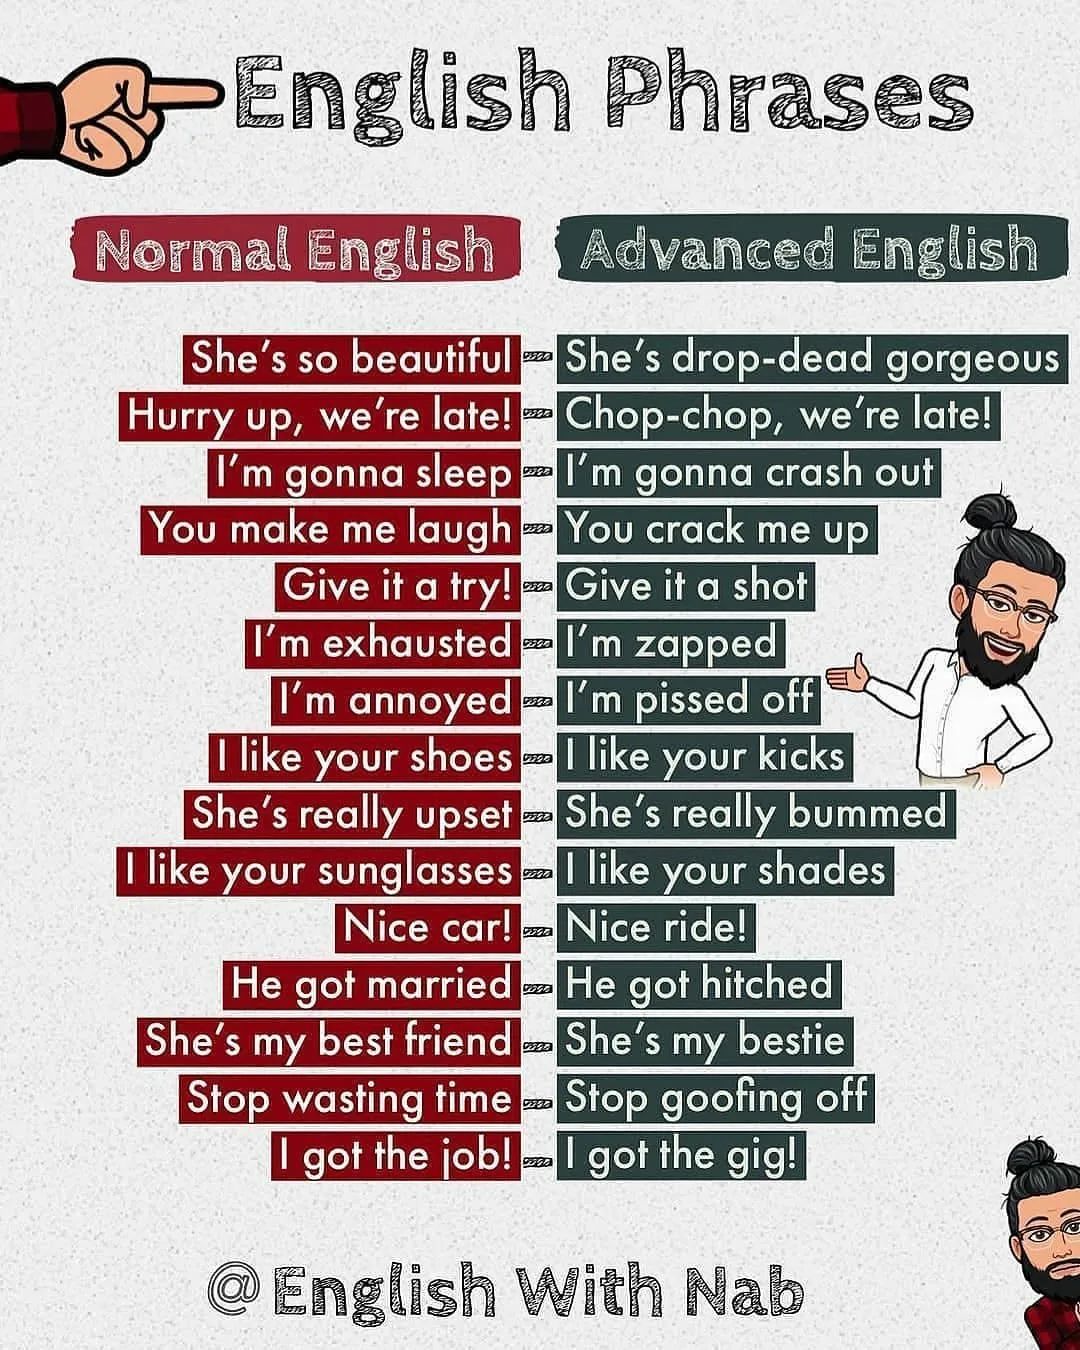 English Phrases
Normal English Advanced English
She's so beautiful She's drop-dead gorgeous
Hurry up, we're late! Chop-chop, we're late!
I'm gonna sleep I'm gonna crash out
You make me laugh You crack me up
Give it a try! Give it a shot
I'm exhausted I'm zapped
I'm annoyed I'm pissed off
I like your shoes I like your kicks
She's really upset She's really bummed
I like your sunglasses I like your shades
Nice car! Nice ride!
He got married He got hitched
She's my best friend She's my bestie
Stop wasting time Stop goofing off
I got the job! I got the gig!
@English With Nab